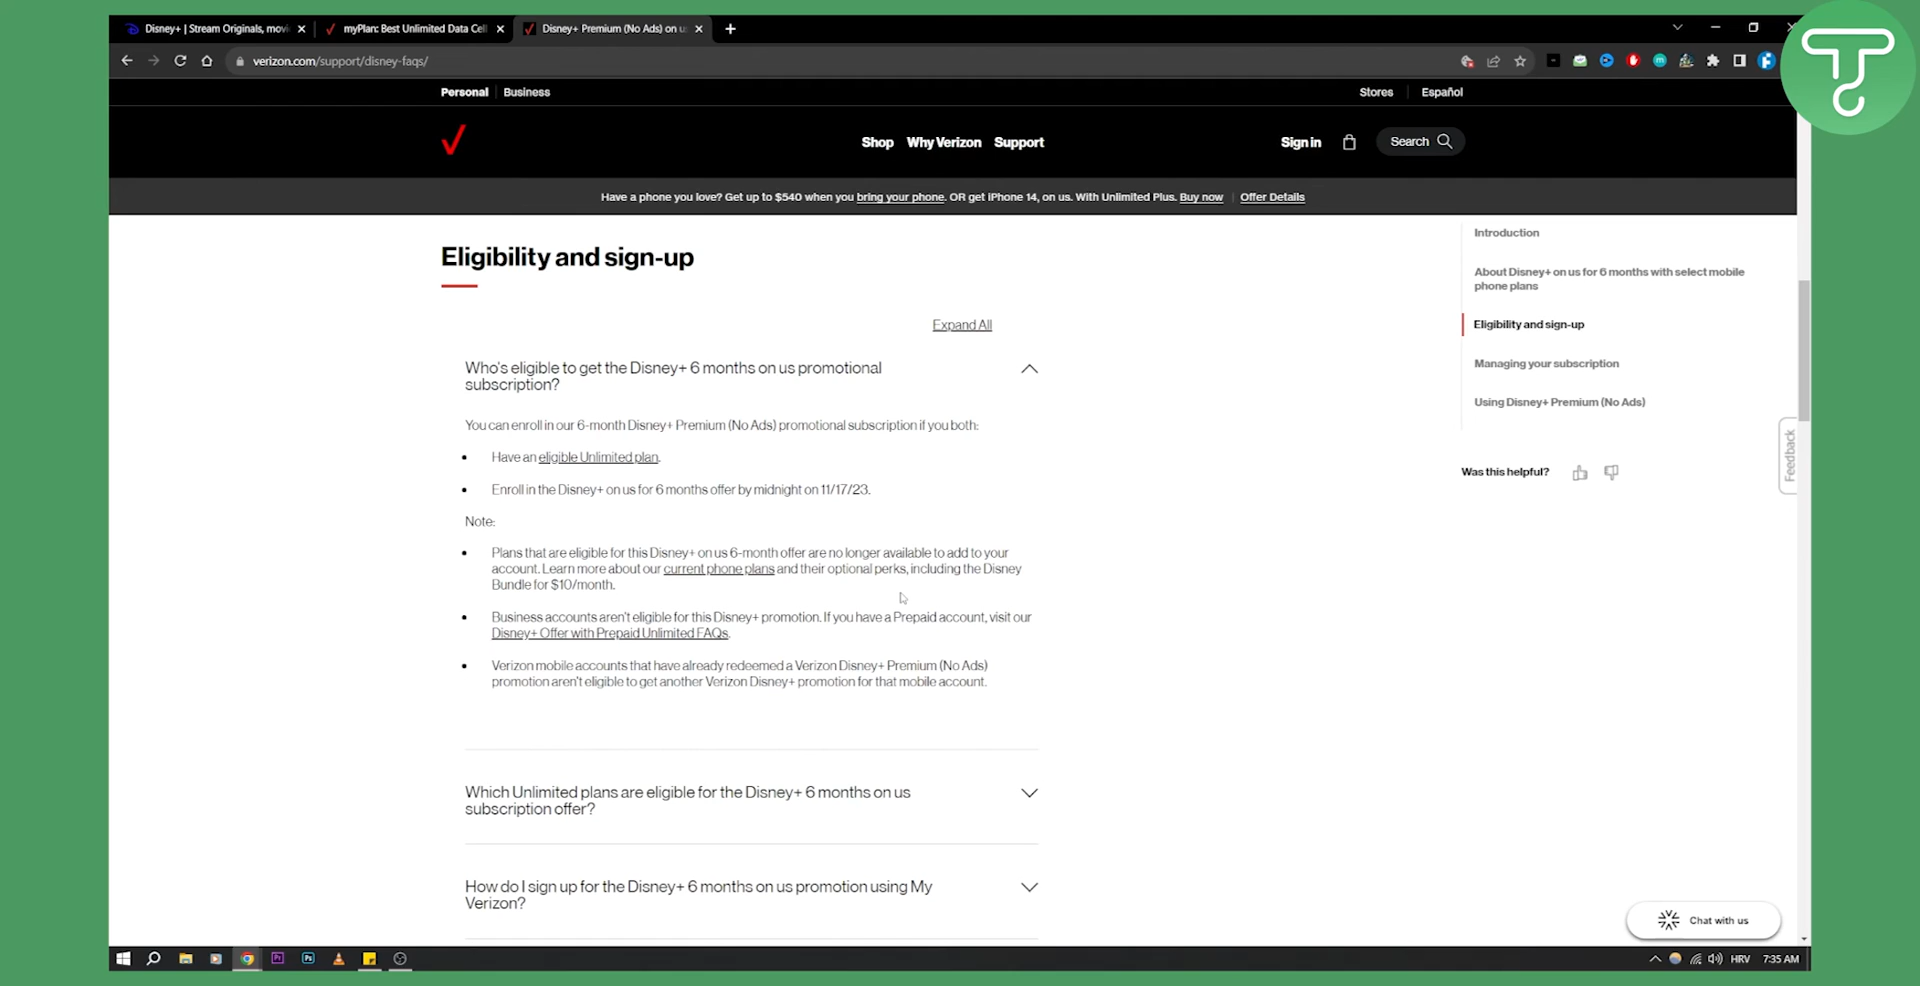 Disney+ | Stream Originals, movi
myPlan: Best Unlimited Data Cell
Disney+ Premium (No Ads) on u
verizon.com/support/disney-faqs/
Personal Business
Stores Español
Shop Why Verizon Support
Sign in
Search
Have a phone you love? Get up to $540 when you bring your phone. OR get iPhone 14, on us. With Unlimited Plus. Buy now Offer Details
Eligibility and sign-up
Expand All
Who's eligible to get the Disney+ 6 months on us promotional
subscription?
You can enroll in our 6-month Disney+ Premium (No Ads) promotional subscription if you both:
• Have an eligible Unlimited plan.
• Enroll in the Disney+ on us for 6 months offer by midnight on 11/17/23.
Note:
• Plans that are eligible for this Disney+ on us 6-month offer are no longer available to add to your
account. Learn more about our current phone plans and their optional perks, including the Disney
Bundle for $10/month.
• Business accounts aren't eligible for this Disney+ promotion. If you have a Prepaid account, visit our
Disney+ Offer with Prepaid Unlimited FAQs.
• Verizon mobile accounts that have already redeemed a Verizon Disney+ Premium (No Ads)
promotion aren't eligible to get another Verizon Disney+ promotion for that mobile account.
Which Unlimited plans are eligible for the Disney+ 6 months on us
subscription offer?
How do I sign up for the Disney+ 6 months on us promotion using My
Verizon?
Introduction
About Disney+ on us for 6 months with select mobile
phone plans
Eligibility and sign-up
Managing your subscription
Using Disney+ Premium (No Ads)
Was this helpful?
Feedback
Chat with us
HRV 7:35 AM